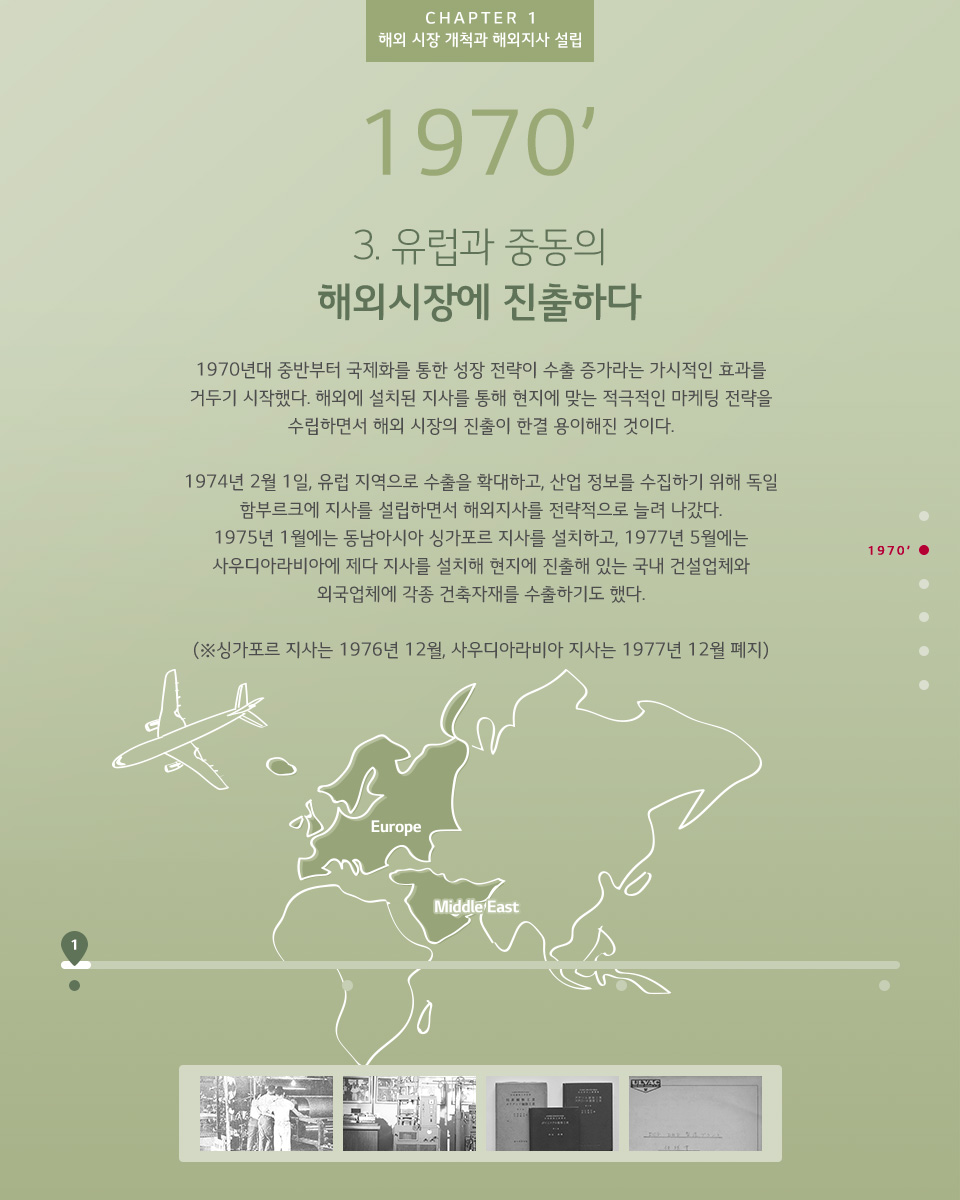 CHAPTER 1
해외 시장 개척과 해외지사 설립
1970’
3. 유럽과 중동의
해외시장에 진출하다
1970년대 중반부터 국제화를 통한 성장 전략이 수출 증가라는 가시적인 효과를
거두기 시작했다. 해외에 설치된 지사를 통해 현지에 맞는 적극적인 마케팅 전략을
수립하면서 해외 시장의 진출이 한결 용이해진 것이다.
1974년 2월 1일, 유럽 지역으로 수출을 확대하고, 산업 정보를 수집하기 위해 독일
함부르크에 지사를 설립하면서 해외지사를 전략적으로 늘려 나갔다.
1975년 1월에는 동남아시아 싱가포르 지사를 설치하고, 1977년 5월에는
사우디아라비아에 제다 지사를 설치해 현지에 진출해 있는 국내 건설업체와
외국업체에 각종 건축자재를 수출하기도 했다.
1970’
(※싱가포르 지사는 1976년 12월, 사우디아라비아 지사는 1977년 12월 폐지)
Europe
Middle East
1
ULVAC